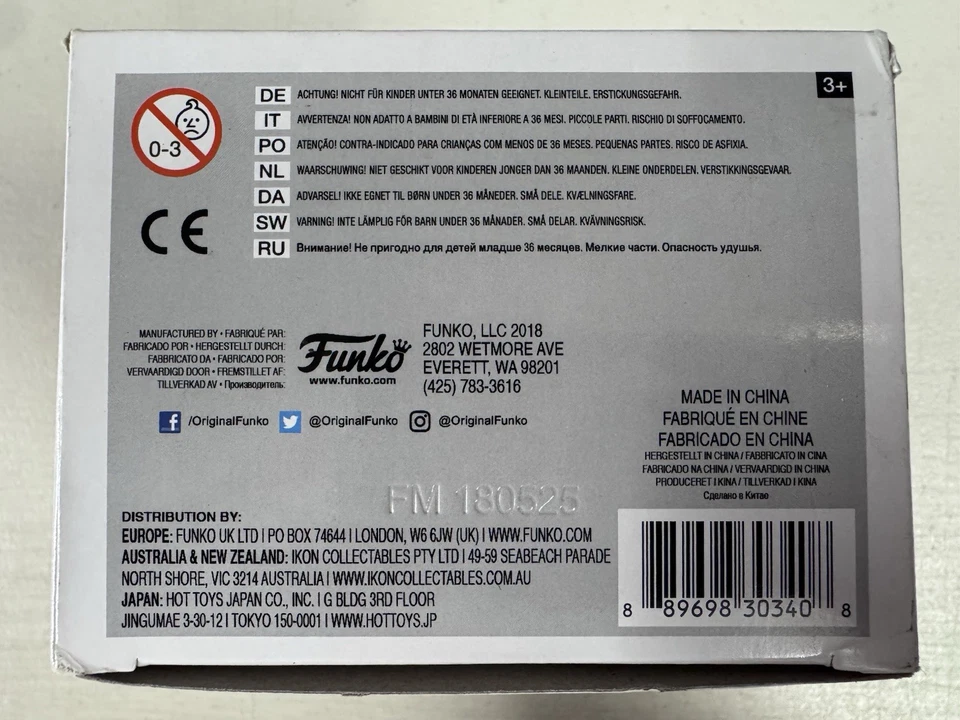 3+
0-3
DE ACHTUNG! NICHT FÜR KINDER UNTER 36 MONATEN GEEIGNET. KLEINTEILE. ERSTICKUNGSGEFAHR.
IT AVVERTENZA! NON ADATTO A BAMBINI DI ETÀ INFERIORE A 36 MESI. PICCOLE PARTI. RISCHIO DI SOFFOCAMENTO.
PO ATENÇÃO! CONTRA-INDICADO PARA CRIANÇAS COM MENOS DE 36 MESES. PEQUENAS PARTES. RISCO DE ASFIXIA.
NL WAARSCHUWING! NIET GESCHIKT VOOR KINDEREN JONGER DAN 36 MAANDEN. KLEINE ONDERDELEN. VERSTIKKINGSGEVAAR.
DA ADVARSEL! IKKE EGNET TIL BØRN UNDER 36 MÅNEDER. SMÅ DELE. KVÆLNINGSFARE.
SW VARNING! INTE LÄMPLIG FÖR BARN UNDER 36 MÅNADER. SMÅ DELAR. KVÄVNINGSRISK.
RU Внимание! Не пригодно для детей младше 36 месяцев. Мелкие части. Опасность удушья.
CE
MANUFACTURED BY • FABRIQUÉ PAR:
FABRICADO POR • HERGESTELLT DURCH:
FABBRICATO DA • FABRICADO POR:
VERVAARDIGD DOOR • FREMSTILLET AF:
TILLVERKAD AV • Производитель:
Funko
www.funko.com
FUNKO, LLC 2018
2802 WETMORE AVE
EVERETT, WA 98201
(425) 783-3616
f /OriginalFunko @OriginalFunko @OriginalFunko
MADE IN CHINA
FABRIQUÉ EN CHINE
FABRICADO EN CHINA
HERGESTELLT IN CHINA / FABBRICATO IN CINA
FABRICADO NA CHINA / VERVAARDIGD IN CHINA
PRODUCERET I KINA / TILLVERKAD I KINA
Сделано в Китае
FM 180525
DISTRIBUTION BY:
EUROPE: FUNKO UK LTD | PO BOX 74644 | LONDON, W6 6JW (UK) | WWW.FUNKO.COM
AUSTRALIA & NEW ZEALAND: IKON COLLECTABLES PTY LTD | 49-59 SEABEACH PARADE
NORTH SHORE, VIC 3214 AUSTRALIA | WWW.IKONCOLLECTABLES.COM.AU
JAPAN: HOT TOYS JAPAN CO., INC. | G BLDG 3RD FLOOR
JINGUMAE 3-30-12 | TOKYO 150-0001 | WWW.HOTTOYS.JP
8 89698 30340 8